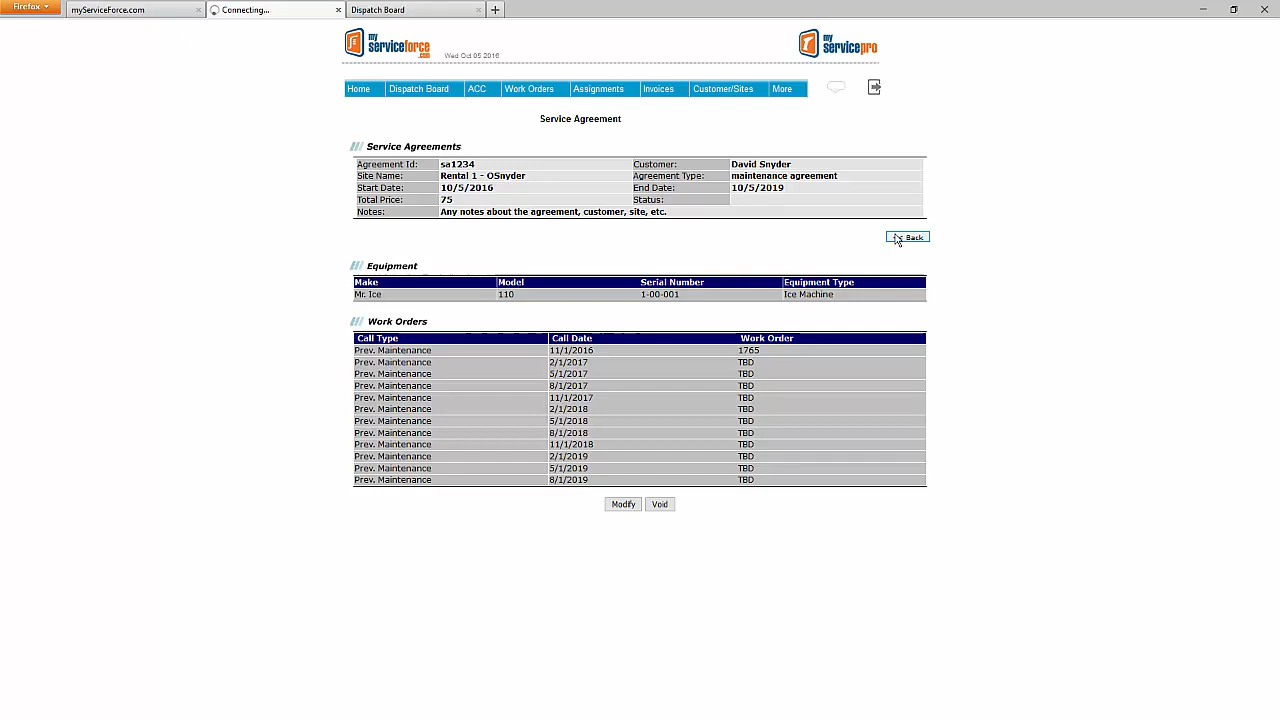 Firefox
myServiceForce.com
Connecting...
Dispatch Board
my serviceforce .com
Wed Oct 05 2016
my servicepro
Home Dispatch Board ACC Work Orders Assignments Invoices Customer/Sites More
Service Agreement
Service Agreements
Agreement Id: sa1234 Customer: David Snyder
Site Name: Rental 1 - OSnyder Agreement Type: maintenance agreement
Start Date: 10/5/2016 End Date: 10/5/2019
Total Price: 75 Status:
Notes: Any notes about the agreement, customer, site, etc.
Back
Equipment
Make Model Serial Number Equipment Type
Mr. Ice 110 1-00-001 Ice Machine
Work Orders
Call Type Call Date Work Order
Prev. Maintenance 11/1/2016 1765
Prev. Maintenance 2/1/2017 TBD
Prev. Maintenance 5/1/2017 TBD
Prev. Maintenance 8/1/2017 TBD
Prev. Maintenance 11/1/2017 TBD
Prev. Maintenance 2/1/2018 TBD
Prev. Maintenance 5/1/2018 TBD
Prev. Maintenance 8/1/2018 TBD
Prev. Maintenance 11/1/2018 TBD
Prev. Maintenance 2/1/2019 TBD
Prev. Maintenance 5/1/2019 TBD
Prev. Maintenance 8/1/2019 TBD
Modify Void